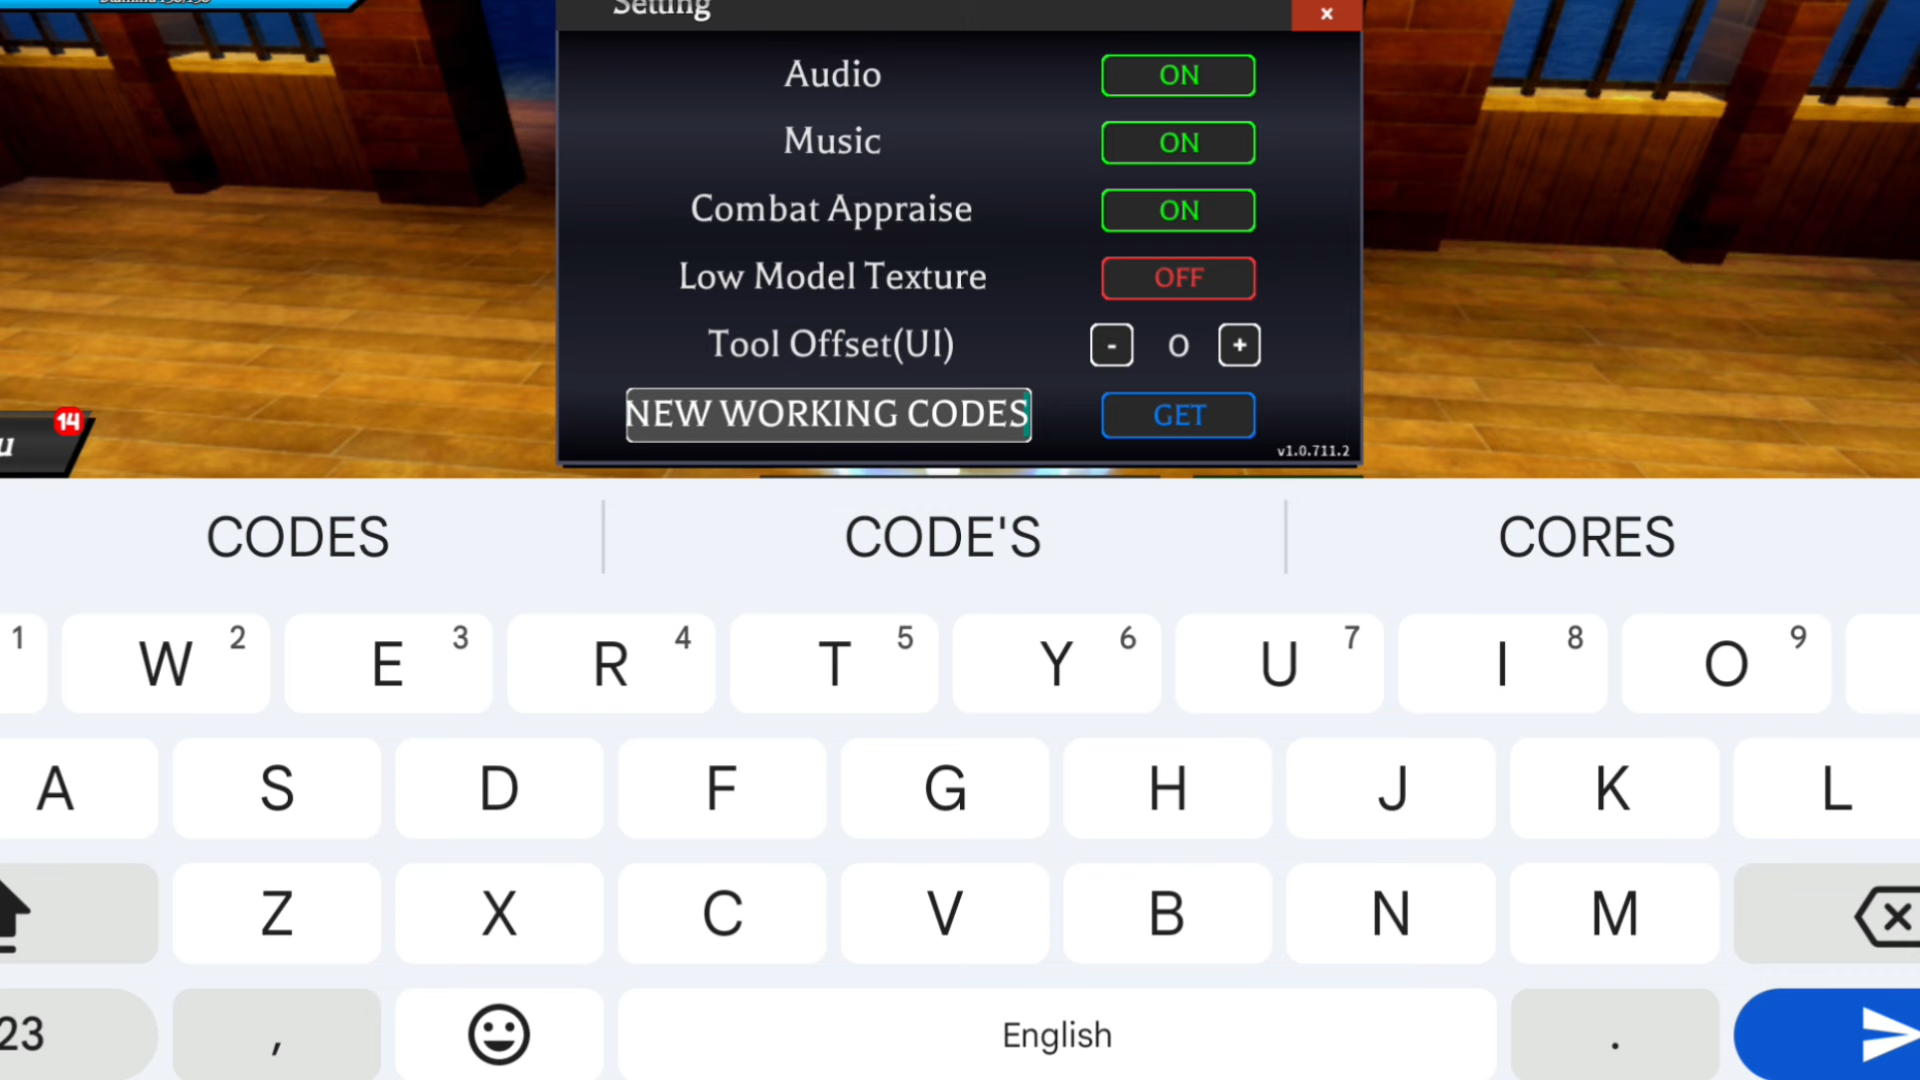 Setting
×
Audio ON
Music ON
Combat Appraise ON
Low Model Texture OFF
Tool Offset(UI) - 0 +
NEW WORKING CODES GET
v1.0.711.2
14
u
CODES CODE'S CORES
1 W 2 E 3 R 4 T 5 Y 6 U 7 I 8 O 9
A S D F G H J K L
Z X C V B N M
23 , English .